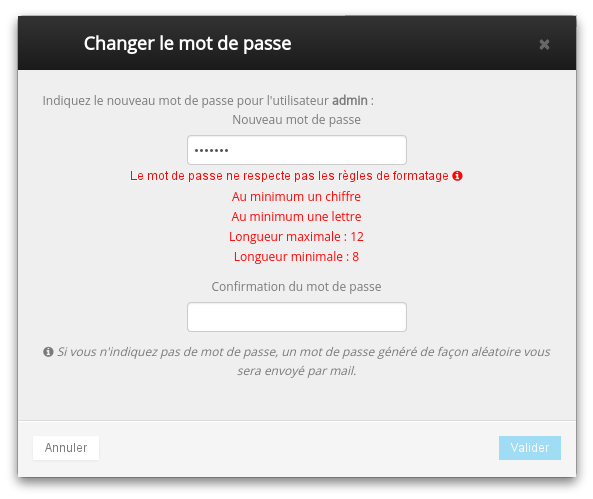 Changer le mot de passe
Indiquez le nouveau mot de passe pour l'utilisateur admin :
Nouveau mot de passe
•••••••
Le mot de passe ne respecte pas les règles de formatage
Au minimum un chiffre
Au minimum une lettre
Longueur maximale : 12
Longueur minimale : 8
Confirmation du mot de passe
Si vous n'indiquez pas de mot de passe, un mot de passe généré de façon aléatoire vous
sera envoyé par mail.
Annuler
Valider